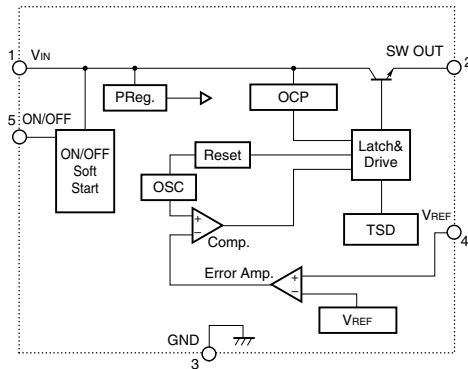 1 VIN
SW OUT 2
PReg.
OCP
5 ON/OFF
ON/OFF
Soft
Start
Reset
Latch&
Drive
OSC
+
−
Comp.
TSD
VREF
4
Error Amp.
+
−
VREF
GND
3